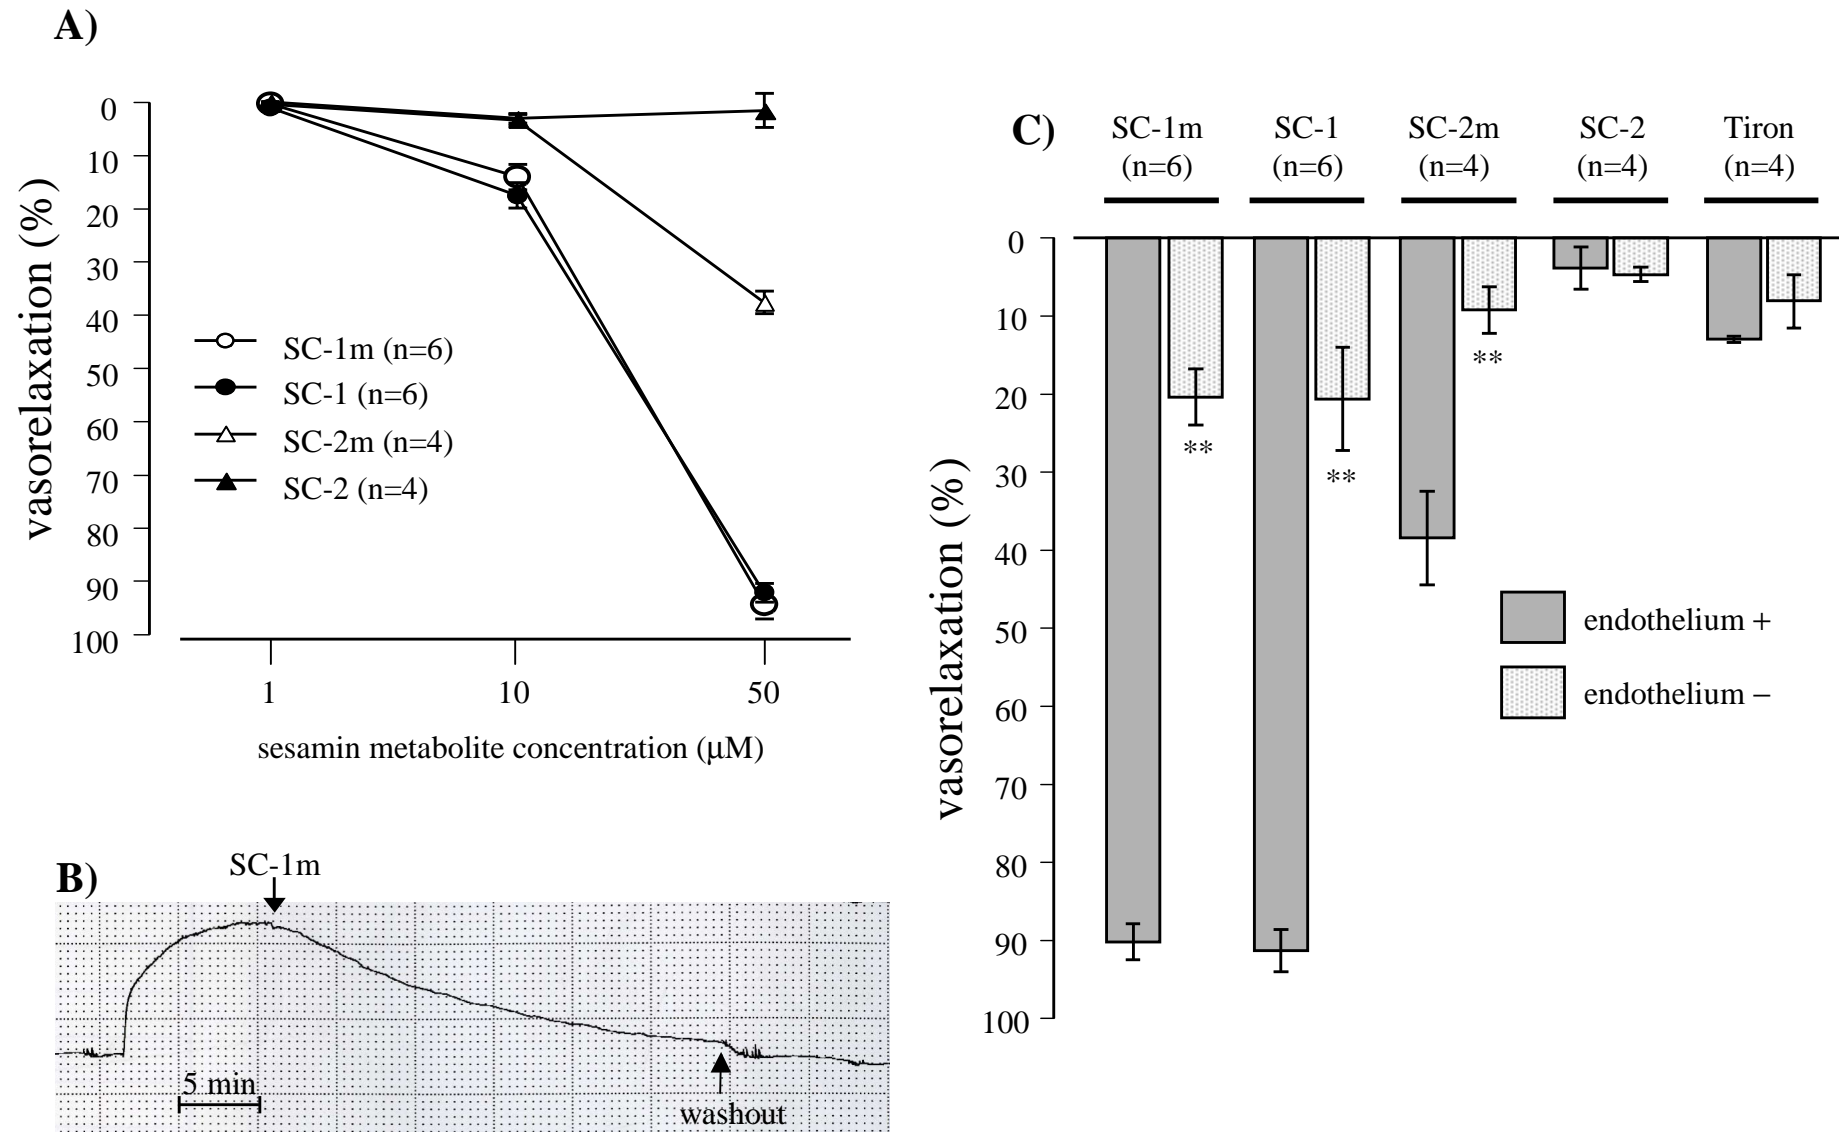 A)
0
10
20
30
40
50
60
70
80
90
100
vasorelaxation (%)
SC-1m (n=6)
SC-1 (n=6)
SC-2m (n=4)
SC-2 (n=4)
1 10 50
sesamin metabolite concentration (μM)
B)
SC-1m
5 min
washout
C)
SC-1m SC-1 SC-2m SC-2 Tiron
(n=6) (n=6) (n=4) (n=4) (n=4)
0
10
20
30
40
50
60
70
80
90
100
vasorelaxation (%)
**
**
**
endothelium +
endothelium −